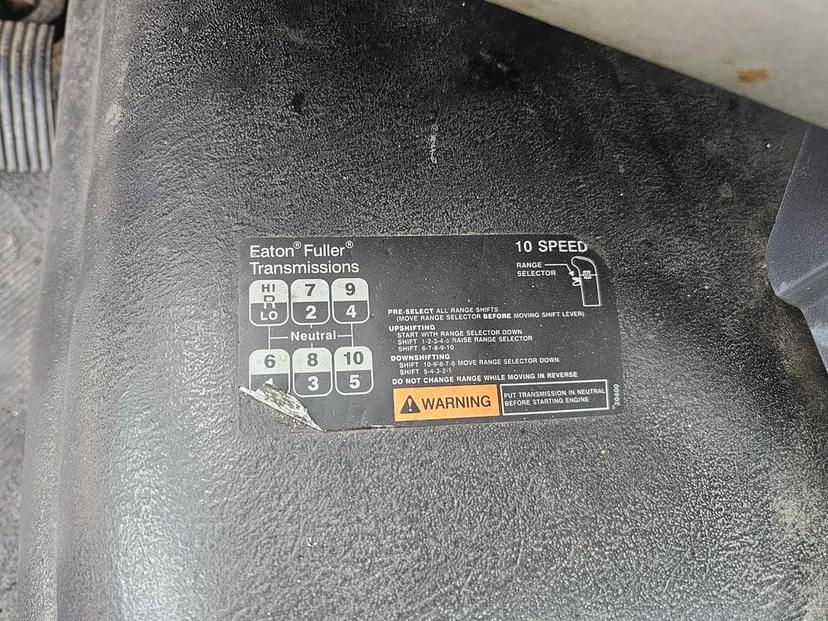 Eaton® Fuller®
Transmissions
10 SPEED
RANGE
SELECTOR
HI 7 9
R
LO 2 4
Neutral
6 8 10
3 5
PRE-SELECT ALL RANGE SHIFTS
(MOVE RANGE SELECTOR BEFORE MOVING SHIFT LEVER)
UPSHIFTING
START WITH RANGE SELECTOR DOWN
SHIFT 1-2-3-4-5 RAISE RANGE SELECTOR
SHIFT 6-7-8-9-10
DOWNSHIFTING
SHIFT 10-9-8-7-6 MOVE RANGE SELECTOR DOWN
SHIFT 5-4-3-2-1
DO NOT CHANGE RANGE WHILE MOVING IN REVERSE
WARNING
PUT TRANSMISSION IN NEUTRAL
BEFORE STARTING ENGINE
20400